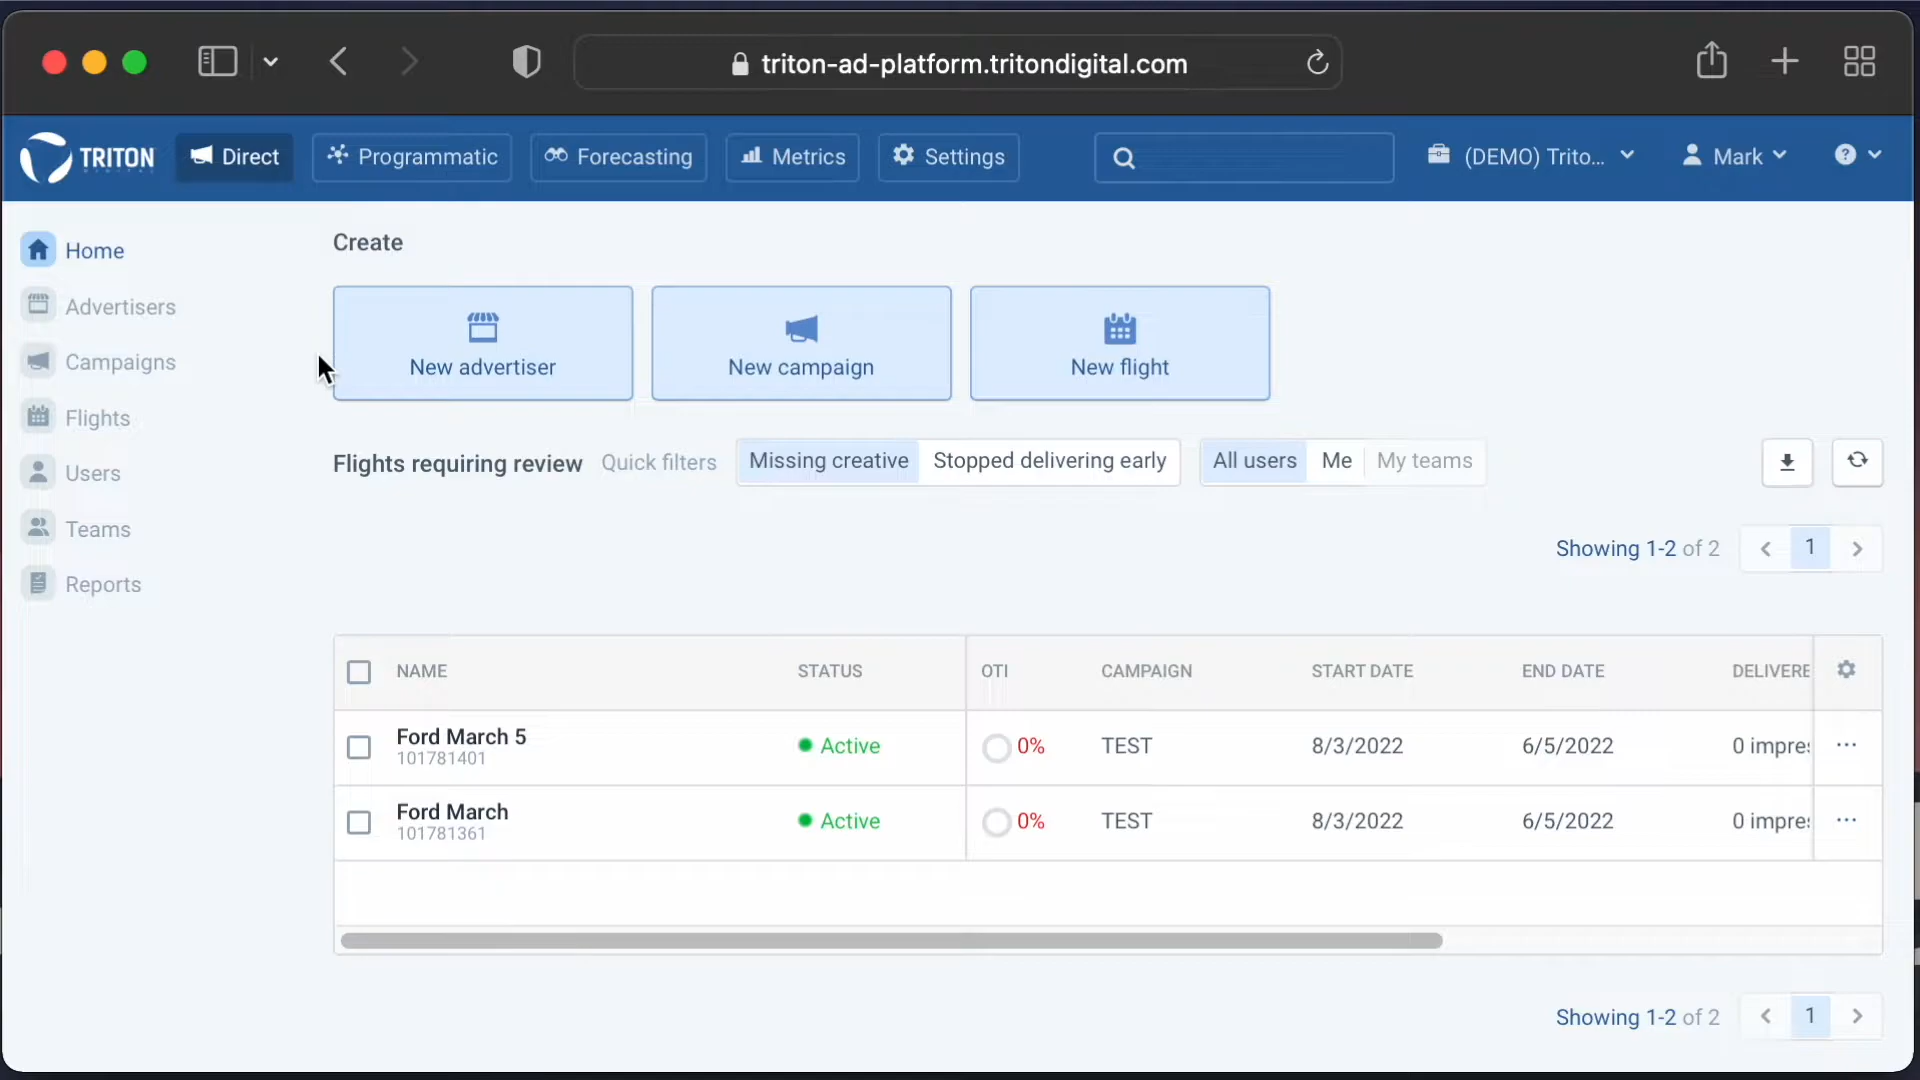 triton-ad-platform.tritondigital.com
TRITON
Direct
Programmatic
Forecasting
Metrics
Settings
(DEMO) Trito...
Mark
Home
Advertisers
Campaigns
Flights
Users
Teams
Reports
Create
New advertiser
New campaign
New flight
Flights requiring review
Quick filters
Missing creative
Stopped delivering early
All users
Me
My teams
Showing 1-2 of 2
1
NAME STATUS OTI CAMPAIGN START DATE END DATE DELIVERE
Ford March 5 Active 0% TEST 8/3/2022 6/5/2022 0 impres
101781401
Ford March Active 0% TEST 8/3/2022 6/5/2022 0 impres
101781361
Showing 1-2 of 2
1